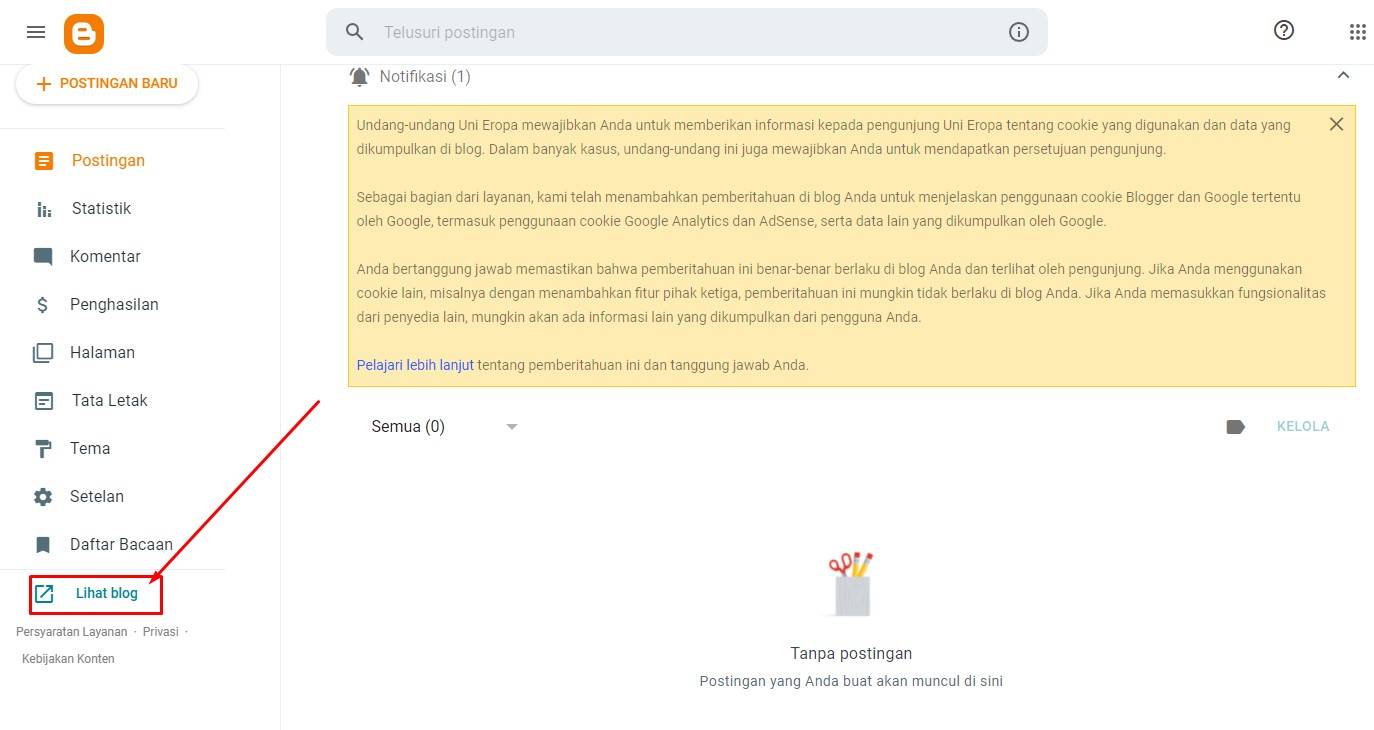 Telusuri postingan
POSTINGAN BARU
Postingan
Statistik
Komentar
Penghasilan
Halaman
Tata Letak
Tema
Setelan
Daftar Bacaan
Lihat blog
Persyaratan Layanan · Privasi ·
Kebijakan Konten
Notifikasi (1)
Undang-undang Uni Eropa mewajibkan Anda untuk memberikan informasi kepada pengunjung Uni Eropa tentang cookie yang digunakan dan data yang
dikumpulkan di blog. Dalam banyak kasus, undang-undang ini juga mewajibkan Anda untuk mendapatkan persetujuan pengunjung.
Sebagai bagian dari layanan, kami telah menambahkan pemberitahuan di blog Anda untuk menjelaskan penggunaan cookie Blogger dan Google tertentu
oleh Google, termasuk penggunaan cookie Google Analytics dan AdSense, serta data lain yang dikumpulkan oleh Google.
Anda bertanggung jawab memastikan bahwa pemberitahuan ini benar-benar berlaku di blog Anda dan terlihat oleh pengunjung. Jika Anda menggunakan
cookie lain, misalnya dengan menambahkan fitur pihak ketiga, pemberitahuan ini mungkin tidak berlaku di blog Anda. Jika Anda memasukkan fungsionalitas
dari penyedia lain, mungkin akan ada informasi lain yang dikumpulkan dari pengguna Anda.
Pelajari lebih lanjut tentang pemberitahuan ini dan tanggung jawab Anda.
Semua (0)
KELOLA
Tanpa postingan
Postingan yang Anda buat akan muncul di sini